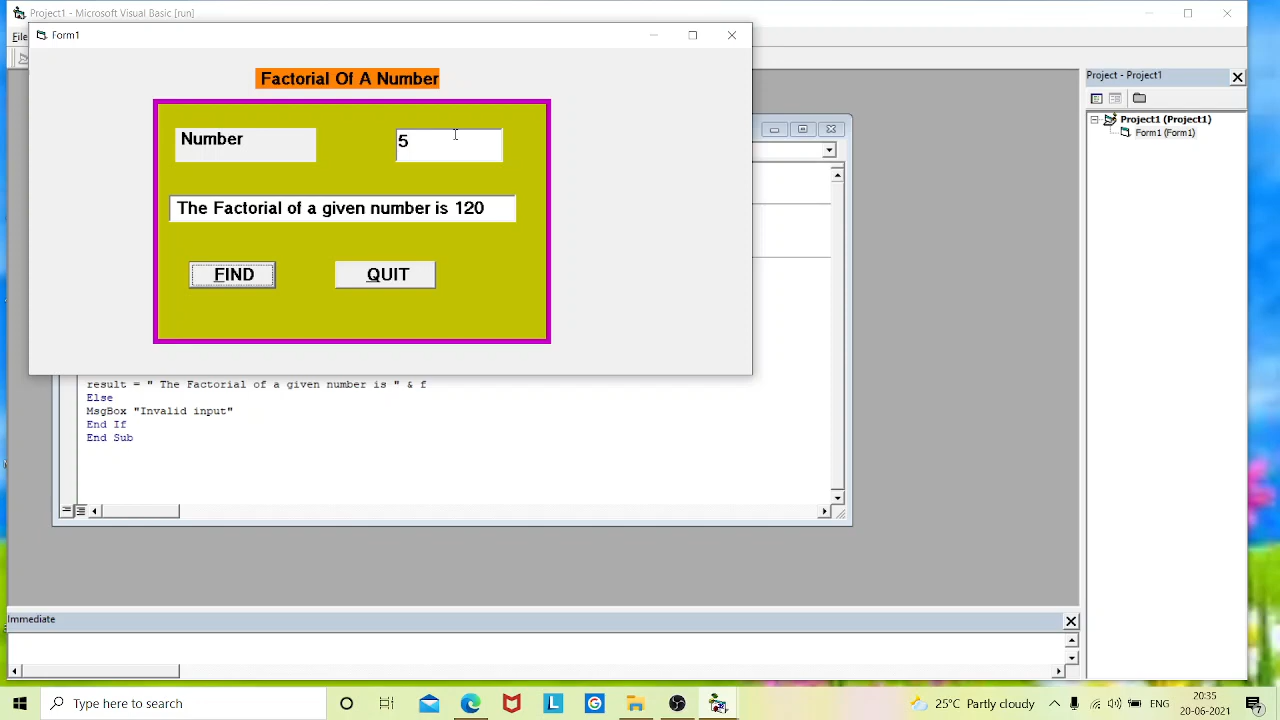 Project1 - Microsoft Visual Basic [run]
File
Form1
Factorial Of A Number
Number
5
The Factorial of a given number is 120
FIND
QUIT
result = " The Factorial of a given number is " & f
Else
MsgBox "Invalid input"
End If
End Sub
Project - Project1
Project1 (Project1)
Form1 (Form1)
Immediate
Type here to search
L
G
25°C Partly cloudy
ENG
20:35
20-06-2021
7